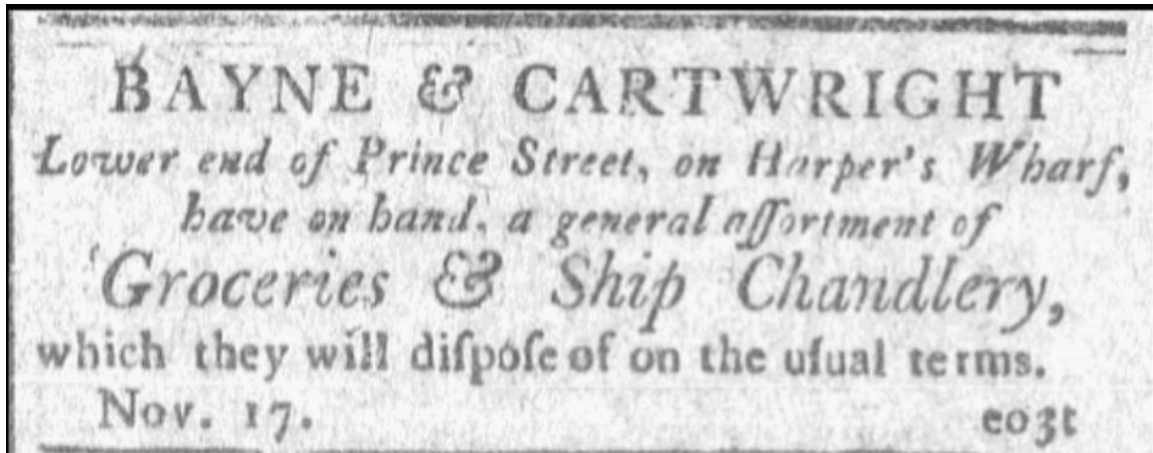 BAYNE & CARTWRIGHT
Lower end of Prince Street, on Harper's Wharf,
have on hand, a general aſſortment of
Groceries & Ship Chandlery,
which they will diſpoſe of on the uſual terms.
Nov. 17. eo3t